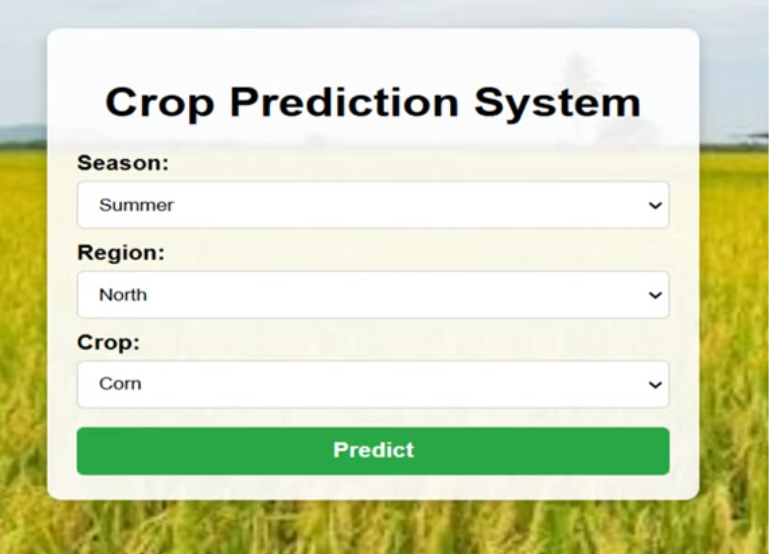 Crop Prediction System
Season:
Summer
Region:
North
Crop:
Corn
Predict